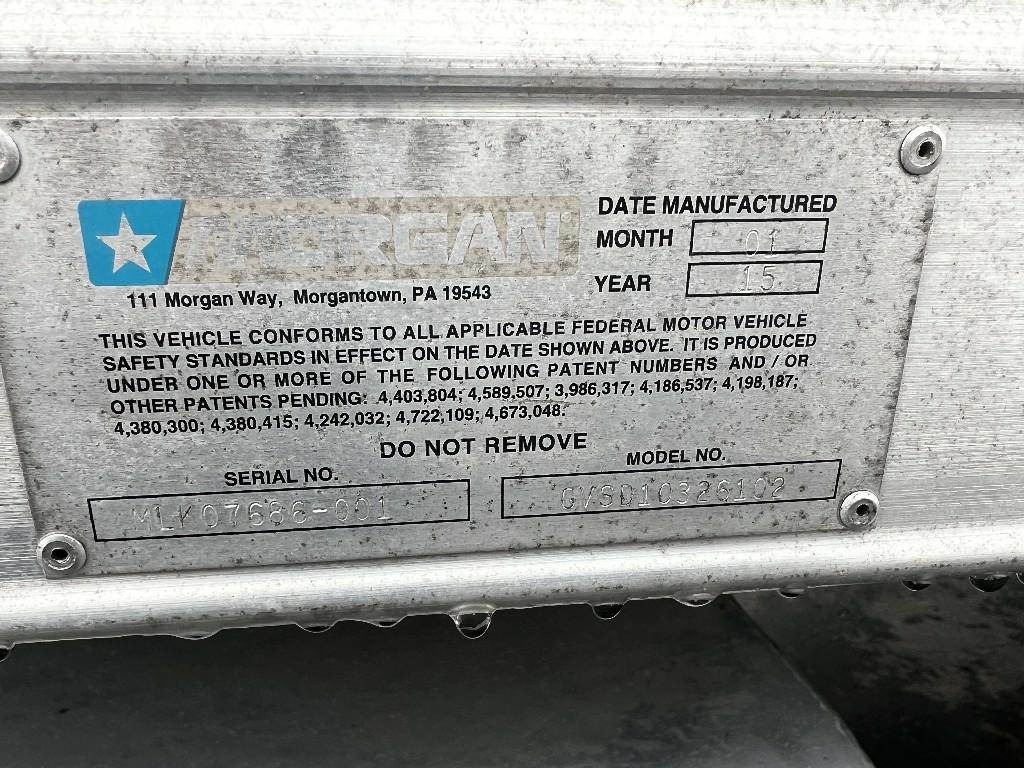 MORGAN
DATE MANUFACTURED
MONTH 01
YEAR 15
111 Morgan Way, Morgantown, PA 19543
THIS VEHICLE CONFORMS TO ALL APPLICABLE FEDERAL MOTOR VEHICLE
SAFETY STANDARDS IN EFFECT ON THE DATE SHOWN ABOVE. IT IS PRODUCED
UNDER ONE OR MORE OF THE FOLLOWING PATENT NUMBERS AND / OR
OTHER PATENTS PENDING: 4,403,804; 4,589,507; 3,986,317; 4,186,537; 4,198,187;
4,380,300; 4,380,415; 4,242,032; 4,722,109; 4,673,048.
DO NOT REMOVE
SERIAL NO.
MLK07686-001
MODEL NO.
GVSD10326102